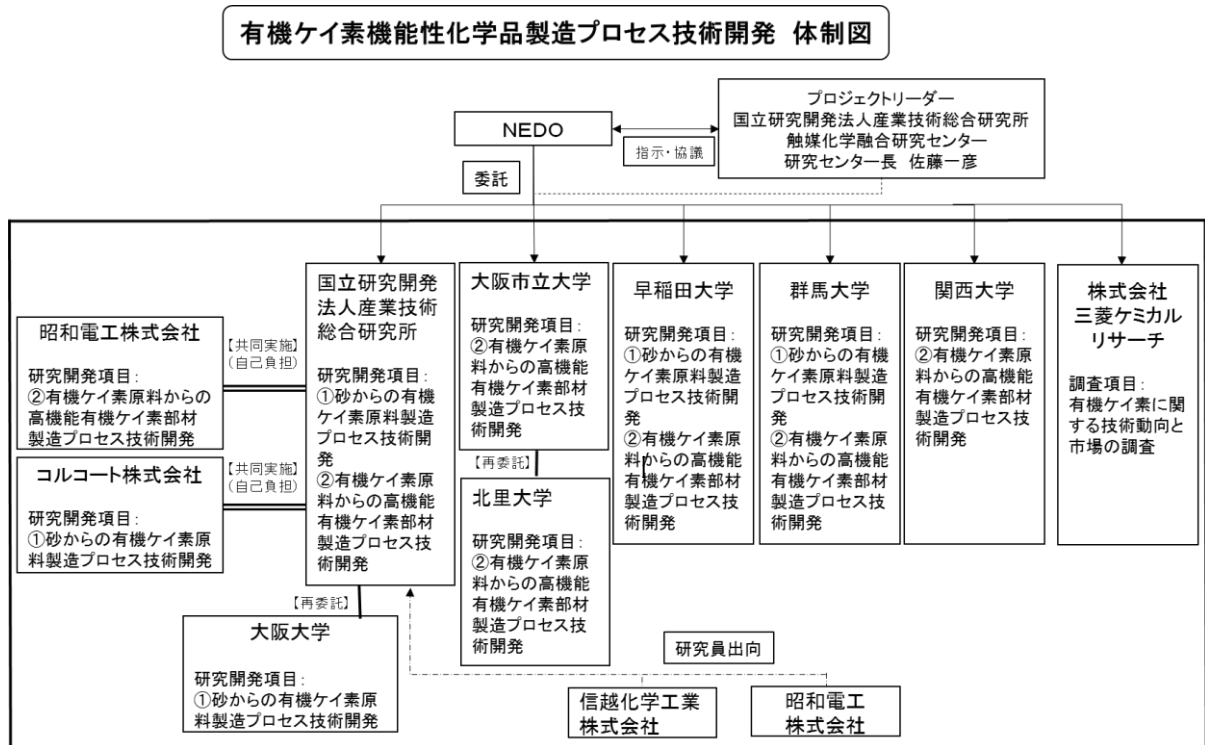 有機ケイ素機能性化学品製造プロセス技術開発 体制図
NEDO
指示・協議
プロジェクトリーダー
国立研究開発法人産業技術総合研究所
触媒化学融合研究センター
研究センター長 佐藤一彦
委託
昭和電工株式会社
研究開発項目:
②有機ケイ素原料からの
高機能有機ケイ素部材
製造プロセス技術開発
【共同実施】
(自己負担)
コルコート株式会社
研究開発項目:
①砂からの有機ケイ素原
料製造プロセス技術開発
【共同実施】
(自己負担)
国立研究開発
法人産業技術
総合研究所
研究開発項目:
①砂からの有機
ケイ素原料製造
プロセス技術開
発
②有機ケイ素原
料からの高機能
有機ケイ素部材
製造プロセス技
術開発
【再委託】
大阪大学
研究開発項目:
①砂からの有機ケイ素原
料製造プロセス技術開発
大阪市立大学
研究開発項目:
②有機ケイ素原
料からの高機能
有機ケイ素部材
製造プロセス技
術開発
【再委託】
北里大学
研究開発項目:
②有機ケイ素原
料からの高機能
有機ケイ素部材
製造プロセス技
術開発
早稲田大学
研究開発項目:
①砂からの有機
ケイ素原料製造
プロセス技術開
発
②有機ケイ素原
料からの高機能
有機ケイ素部材
製造プロセス技
術開発
群馬大学
研究開発項目:
①砂からの有機
ケイ素原料製造
プロセス技術開
発
②有機ケイ素原
料からの高機能
有機ケイ素部材
製造プロセス技
術開発
関西大学
研究開発項目:
②有機ケイ素原
料からの高機能
有機ケイ素部材
製造プロセス技
術開発
株式会社
三菱ケミカル
リサーチ
調査項目:
有機ケイ素に関
する技術動向と
市場の調査
研究員出向
信越化学工業
株式会社
昭和電工
株式会社